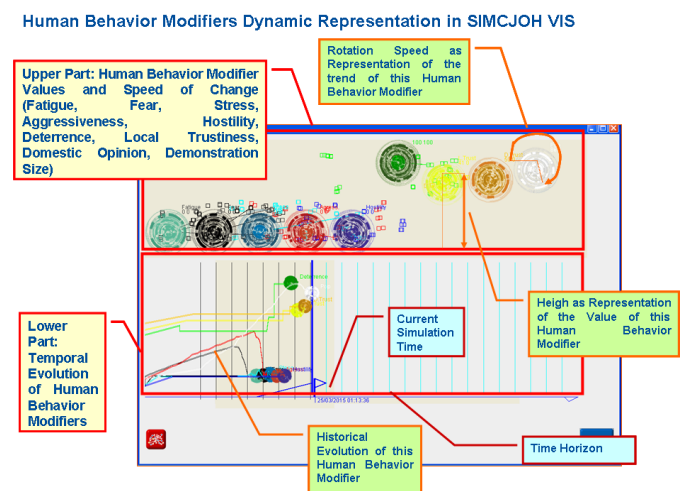 Human Behavior Modifiers Dynamic Representation in SIMCJOH VIS
Rotation Speed as
Representation of the
trend of this Human
Behavior Modifier
Upper Part: Human Behavior Modifier
Values and Speed of Change
(Fatigue, Fear, Stress,
Aggressiveness, Hostility,
Deterrence, Local Trustiness,
Domestic Opinion, Demonstration
Size)
Heigh as Representation
of the Value of this
Human Behavior
Modifier
Current
Simulation
Time
Lower
Part:
Temporal
Evolution
of Human
Behavior
Modifiers
25/03/2015 01:13:36
Historical
Evolution of this
Human Behavior
Modifier
Time Horizon